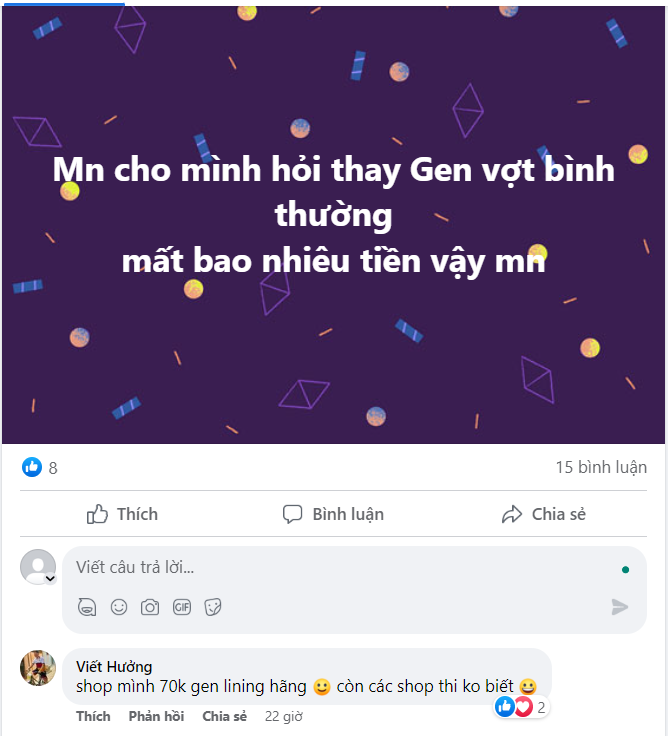 Mn cho mình hỏi thay Gen vợt bình
thường
mất bao nhiêu tiền vậy mn
8
15 bình luận
Thích
Bình luận
Chia sẻ
Viết câu trả lời...
GIF
Viết Hưởng
shop mình 70k gen lining hãng 🙂 còn các shop thi ko biết 😀
2
Thích Phản hồi Chia sẻ 22 giờ